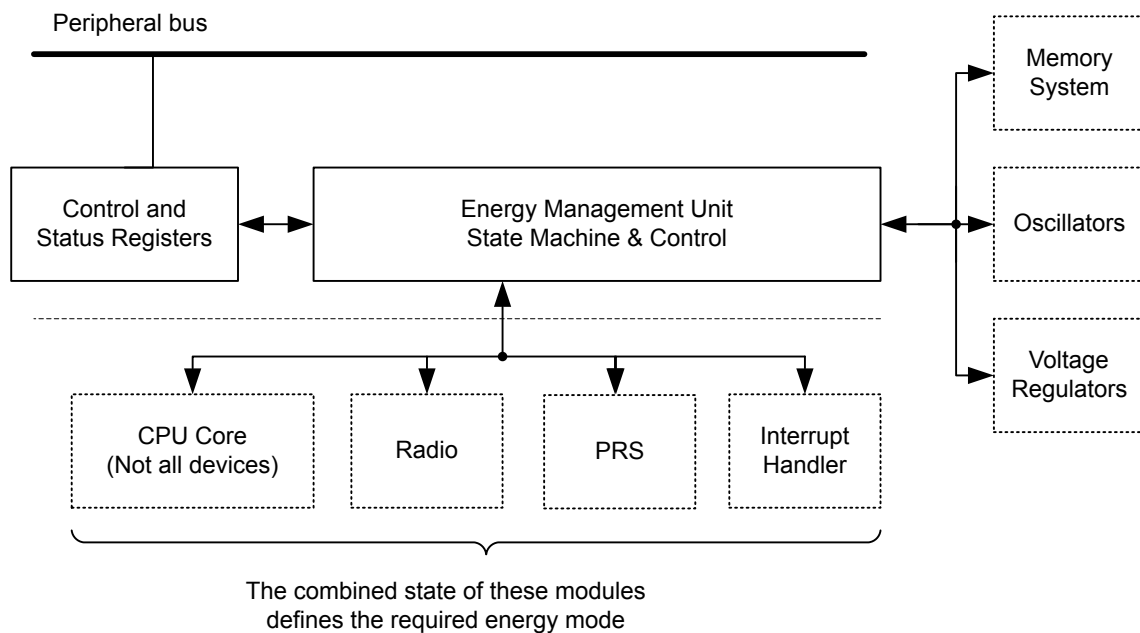 Peripheral bus
Memory
System
Control and
Status Registers
Energy Management Unit
State Machine & Control
Oscillators
Voltage
Regulators
CPU Core
(Not all devices)
Radio
PRS
Interrupt
Handler
The combined state of these modules
defines the required energy mode